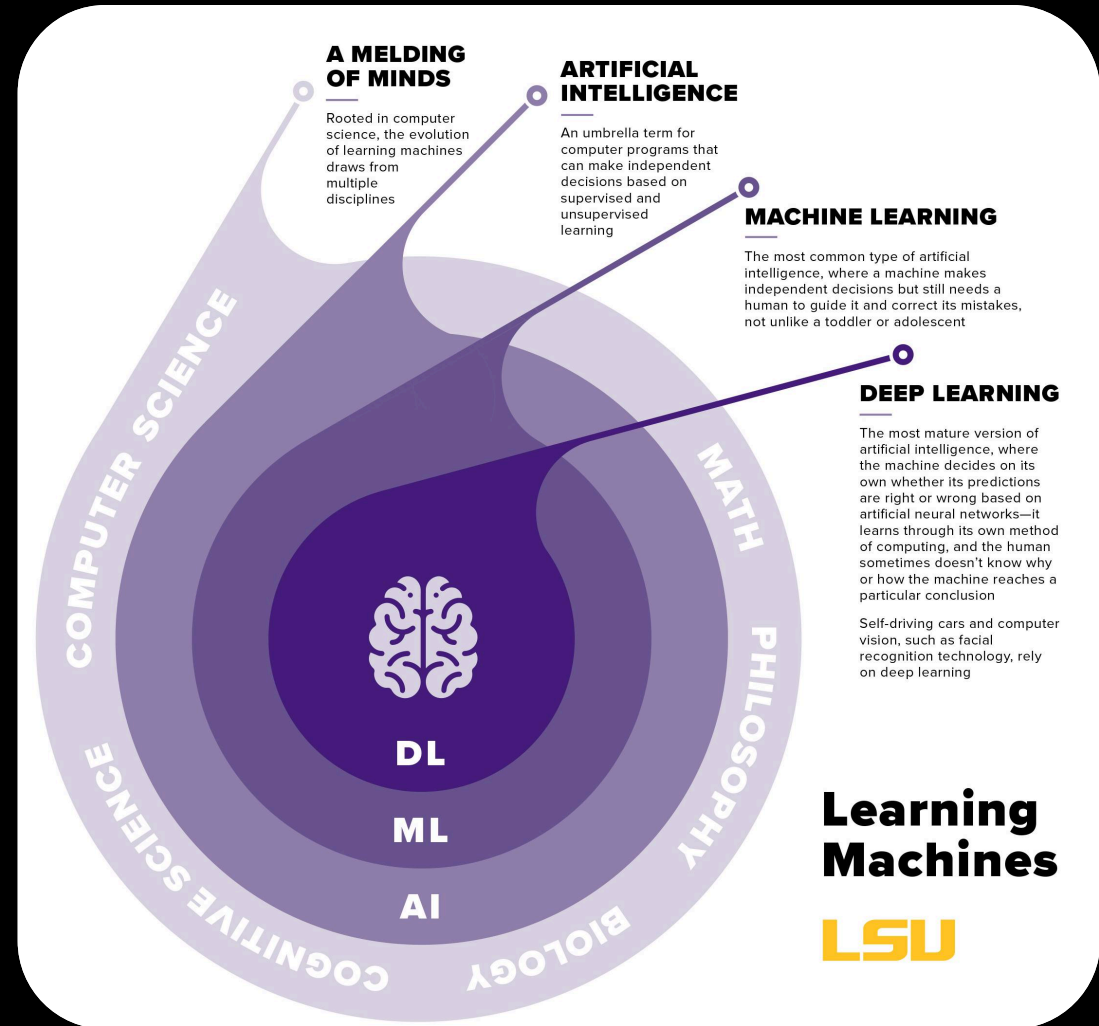 A MELDING
OF MINDS
Rooted in computer
science, the evolution
of learning machines
draws from
multiple
disciplines
ARTIFICIAL
INTELLIGENCE
An umbrella term for
computer programs that
can make independent
decisions based on
supervised and
unsupervised
learning
MACHINE LEARNING
The most common type of artificial
intelligence, where a machine makes
independent decisions but still needs a
human to guide it and correct its mistakes,
not unlike a toddler or adolescent
DEEP LEARNING
The most mature version of
artificial intelligence, where
the machine decides on its
own whether its predictions
are right or wrong based on
artificial neural networks—it
learns through its own method
of computing, and the human
sometimes doesn't know why
or how the machine reaches a
particular conclusion
Self-driving cars and computer
vision, such as facial
recognition technology, rely
on deep learning
COMPUTER SCIENCE
MATH
PHILOSOPHY
BIOLOGY
COGNITIVE SCIENCE
DL
ML
AI
Learning
Machines
LSU